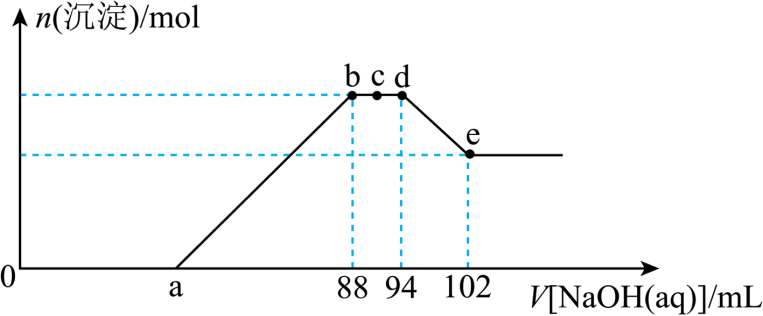 n(沉淀)/mol
b c d
e
0 a 88 94 102 V[NaOH(aq)]/mL